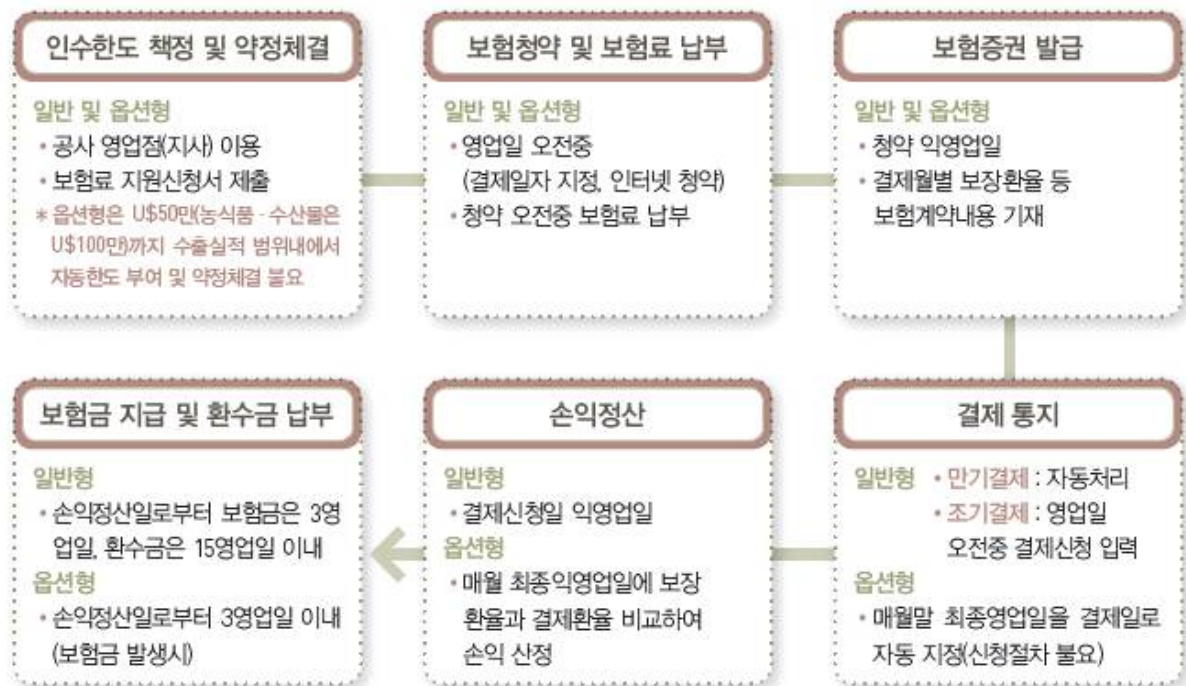 인수한도 책정 및 약정체결
일반 및 옵션형
• 공사 영업점(지사) 이용
• 보험료 지원신청서 제출
* 옵션형은 U$50만(농식품 · 수산물은
U$100만)까지 수출실적 범위내에서
자동한도 부여 및 약정체결 불요
보험청약 및 보험료 납부
일반 및 옵션형
• 영업일 오전중
(결제일자 지정, 인터넷 청약)
• 청약 오전중 보험료 납부
보험증권 발급
일반 및 옵션형
• 청약 익영업일
• 결제월별 보장환율 등
보험계약내용 기재
결제 통지
일반형 • 만기결제 : 자동처리
• 조기결제 : 영업일
오전중 결제신청 입력
옵션형
• 매월말 최종영업일을 결제일로
자동 지정(신청절차 불요)
손익정산
일반형
• 결제신청일 익영업일
옵션형
• 매월 최종익영업일에 보장
환율과 결제환율 비교하여
손익 산정
보험금 지급 및 환수금 납부
일반형
• 손익정산일로부터 보험금은 3영
업일, 환수금은 15영업일 이내
옵션형
• 손익정산일로부터 3영업일 이내
(보험금 발생시)